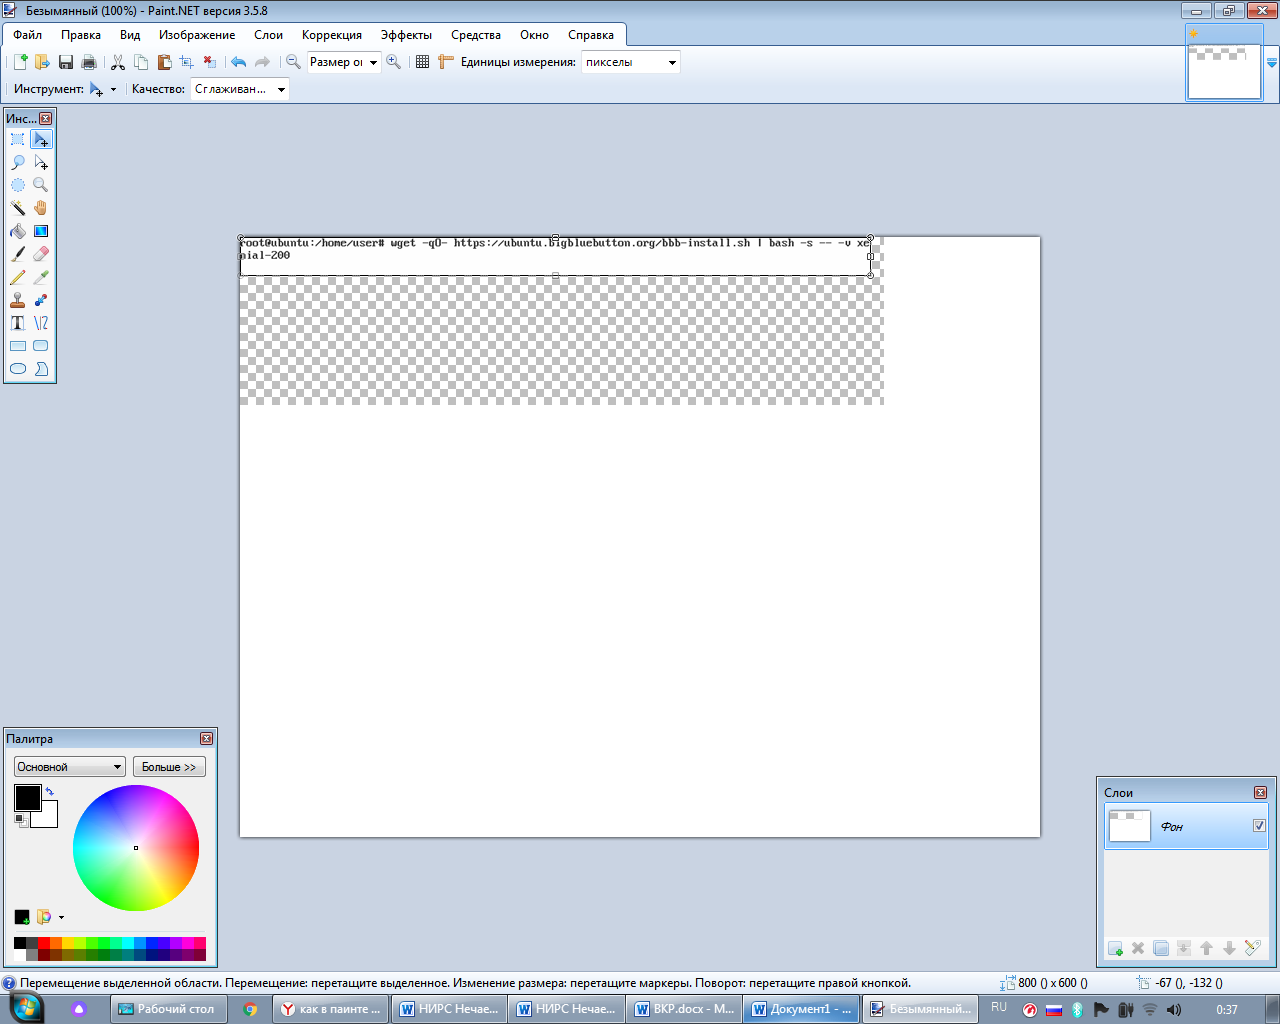 Безымянный (100%) - Paint.NET версия 3.5.8
Файл Правка Вид Изображение Слои Коррекция Эффекты Средства Окно Справка
Размер ої Единицы измерения: пикселы
Инструмент: Качество: Сглаживан...
Инс...
root@ubuntu:/home/user# wget -qO- https://ubuntu.bigbluebutton.org/bbb-install.sh | bash -s -- -v xe
nial-200
Палитра
Основной Больше >>
Слои
Фон
Перемещение выделенной области. Перемещение: перетащите выделенное. Изменение размера: перетащите маркеры. Поворот: перетащите правой кнопкой. 800 () x 600 () -67 (), -132 ()
Рабочий стол как в паинте ... НИРС Нечае... НИРС Нечае... ВКР.docx - М... Документ1 - ... Безымянный... RU 0:37